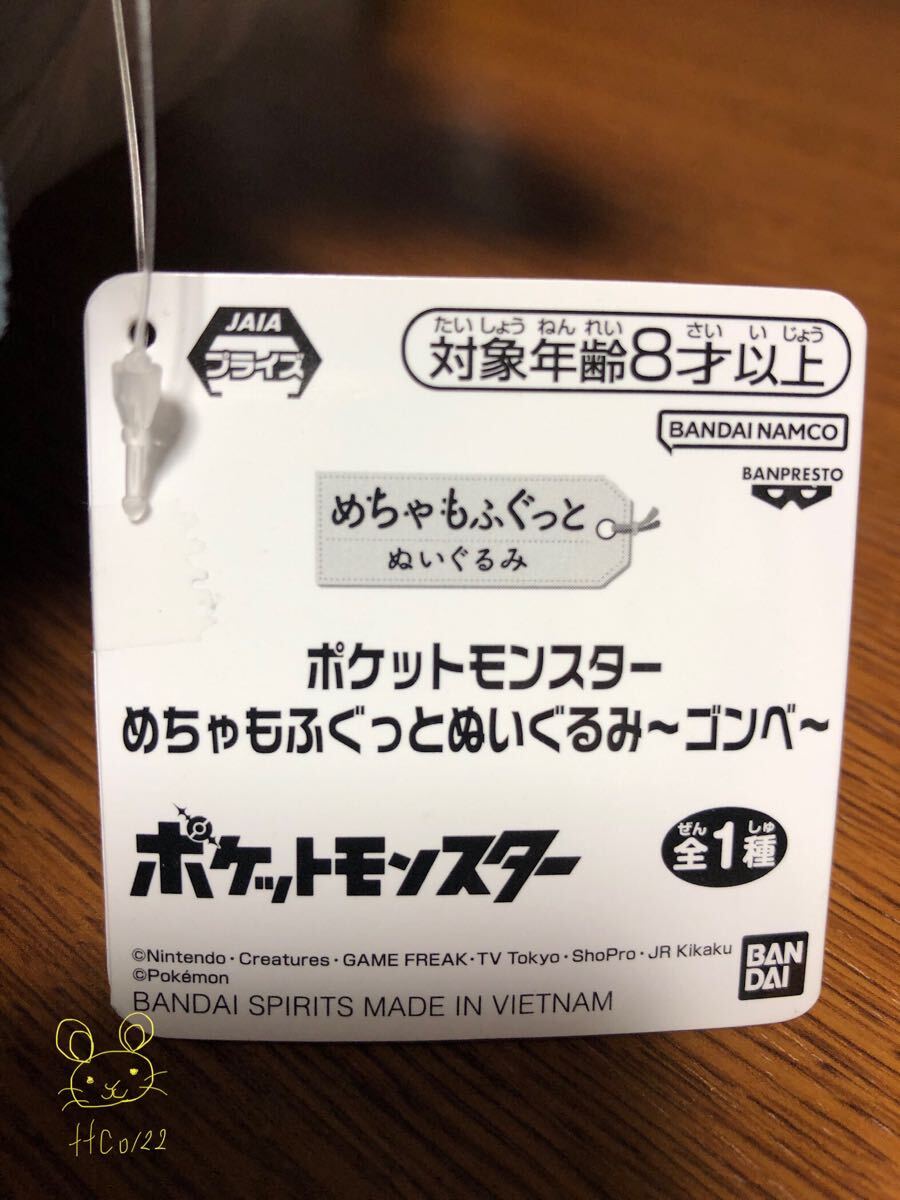 JAIA
プライズ
たいしょうねんれい さいいじょう
対象年齢8才以上
BANDAI NAMCO
BANPRESTO
めちゃもふぐっと
ぬいぐるみ
ポケットモンスター
めちゃもふぐっとぬいぐるみ～ゴンベ～
ポケットモンスター
ぜん しゅ
全1種
©Nintendo・Creatures・GAME FREAK・TV Tokyo・ShoPro・JR Kikaku
©Pokémon
BANDAI SPIRITS MADE IN VIETNAM
BAN
DAI
HCo122